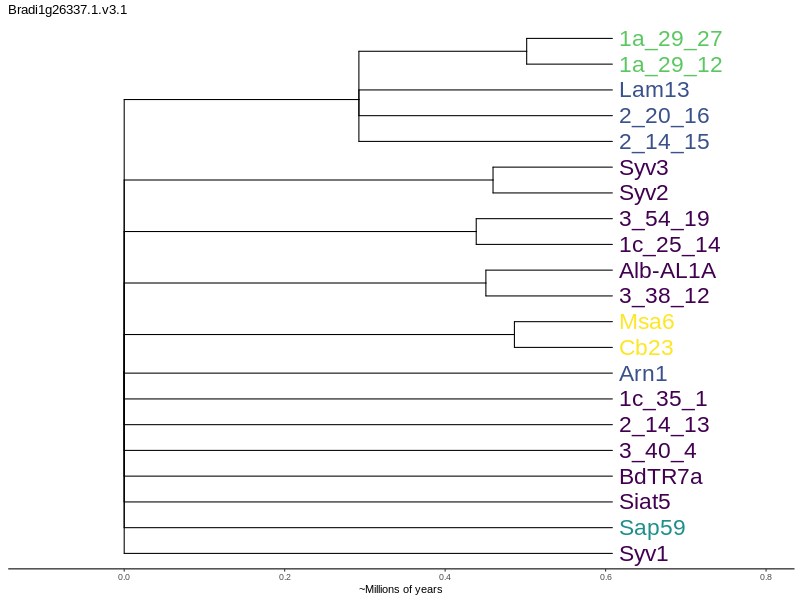 Bradi1g26337.1.v3.1
1a_29_27
1a_29_12
Lam13
2_20_16
2_14_15
Syv3
Syv2
3_54_19
1c_25_14
Alb-AL1A
3_38_12
Msa6
Cb23
Arn1
1c_35_1
2_14_13
3_40_4
BdTR7a
Siat5
Sap59
Syv1
0.0 0.2 0.4 0.6 0.8
~Millions of years